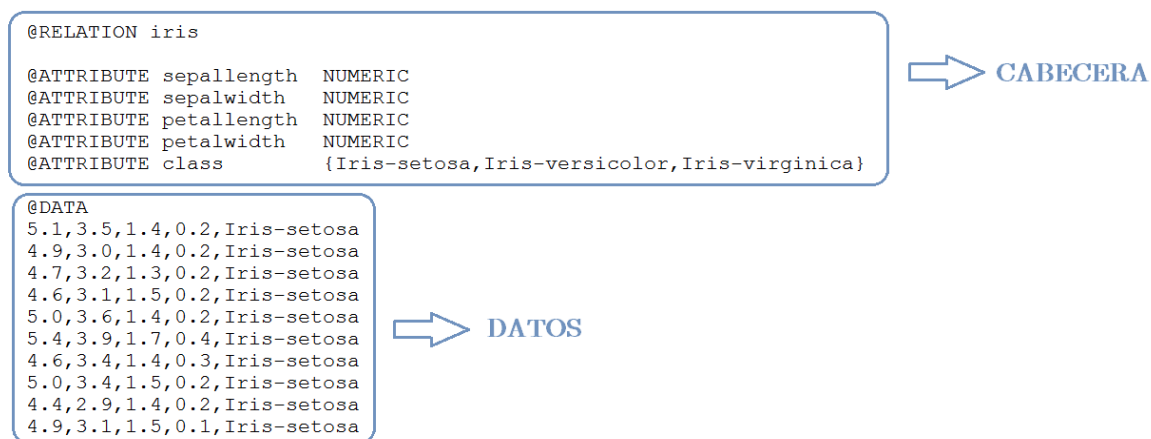 @RELATION iris
@ATTRIBUTE sepallength NUMERIC
@ATTRIBUTE sepalwidth NUMERIC
@ATTRIBUTE petallength NUMERIC
@ATTRIBUTE petalwidth NUMERIC
@ATTRIBUTE class {Iris-setosa,Iris-versicolor,Iris-virginica}
CABECERA
@DATA
5.1,3.5,1.4,0.2,Iris-setosa
4.9,3.0,1.4,0.2,Iris-setosa
4.7,3.2,1.3,0.2,Iris-setosa
4.6,3.1,1.5,0.2,Iris-setosa
5.0,3.6,1.4,0.2,Iris-setosa
5.4,3.9,1.7,0.4,Iris-setosa
4.6,3.4,1.4,0.3,Iris-setosa
5.0,3.4,1.5,0.2,Iris-setosa
4.4,2.9,1.4,0.2,Iris-setosa
4.9,3.1,1.5,0.1,Iris-setosa
DATOS